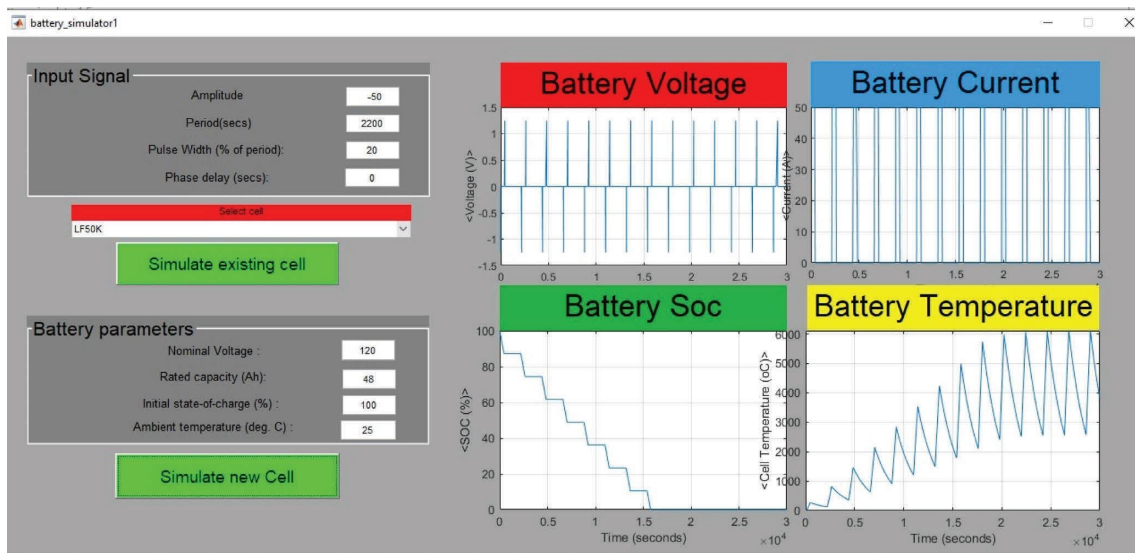 battery_simulator1
Input Signal
Amplitude
-50
Period(secs)
2200
Pulse Width (% of period):
20
Phase delay (secs):
0
Select cell
LF50K
Simulate existing cell
Battery parameters
Nominal Voltage :
120
Rated capacity (Ah):
48
Initial state-of-charge (%) :
100
Ambient temperature (deg. C) :
25
Simulate new Cell
Battery Voltage
<Voltage (V)>
1.5
1
0.5
0
-0.5
-1
-1.5
0 0.5 1 1.5 2 2.5 3
Battery Current
<Current (A)>
50
40
30
20
10
0
0 0.5 1 1.5 2 2.5 3
Battery Soc
<SOC (%)>
100
80
60
40
20
0
0 0.5 1 1.5 2 2.5 3
Time (seconds) ×10⁴
Battery Temperature
<Cell Temperature (oC)>
6000
5000
4000
3000
2000
1000
0
0 0.5 1 1.5 2 2.5 3
Time (seconds) ×10⁴